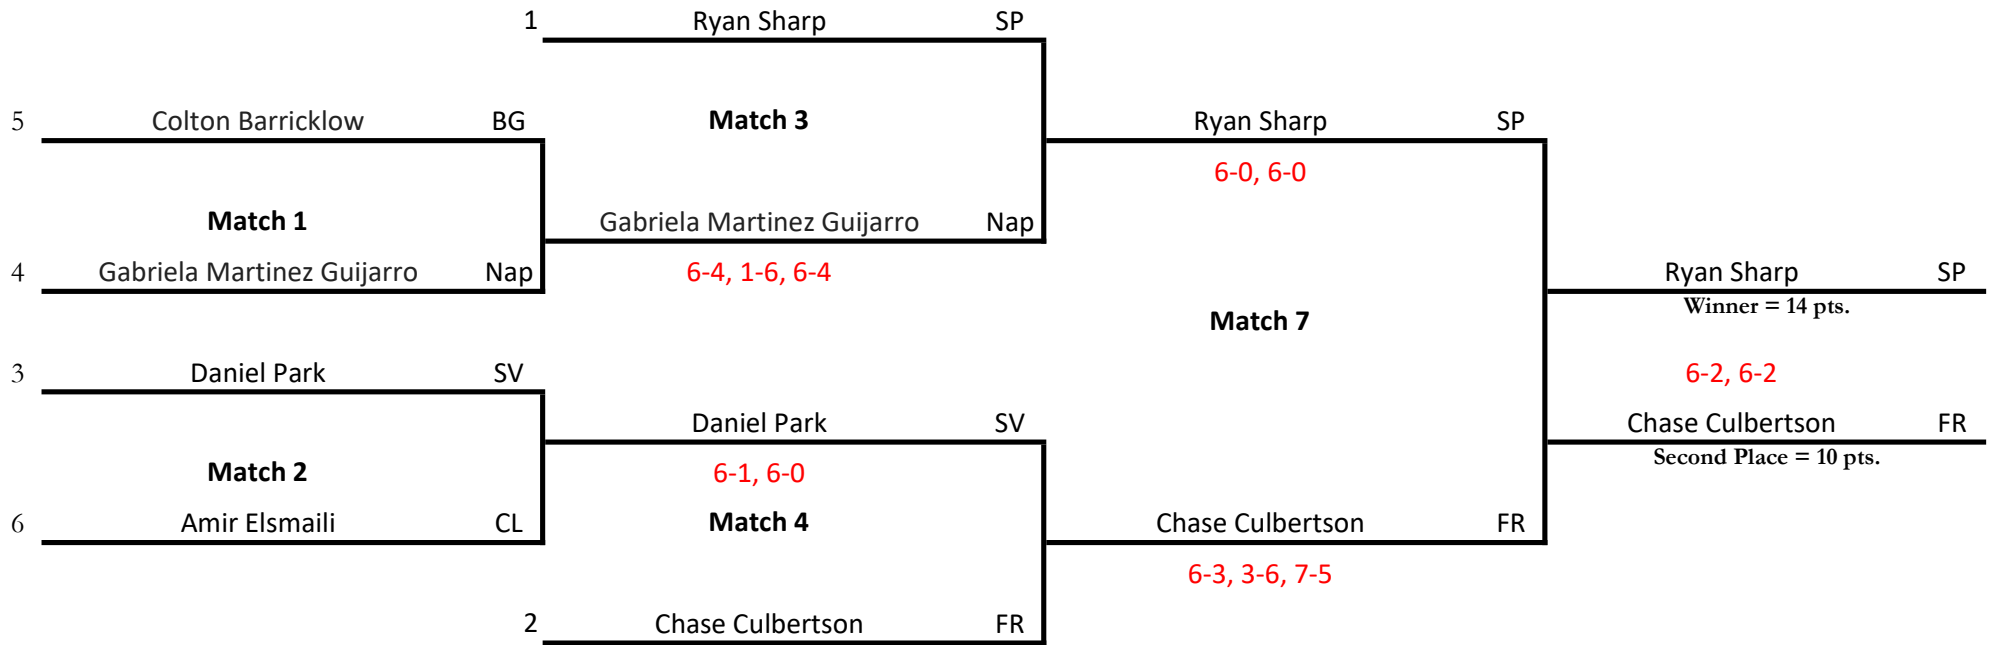 1 Ryan Sharp SP
5 Colton Barricklow BG
Match 3
Ryan Sharp SP
6-0, 6-0
Match 1
Gabriela Martinez Guijarro Nap
4 Gabriela Martinez Guijarro Nap
6-4, 1-6, 6-4
Ryan Sharp SP
Winner = 14 pts.
Match 7
3 Daniel Park SV
6-2, 6-2
Daniel Park SV
Chase Culbertson FR
Second Place = 10 pts.
Match 2
6-1, 6-0
6 Amir Elsmaili CL
Match 4
Chase Culbertson FR
6-3, 3-6, 7-5
2 Chase Culbertson FR